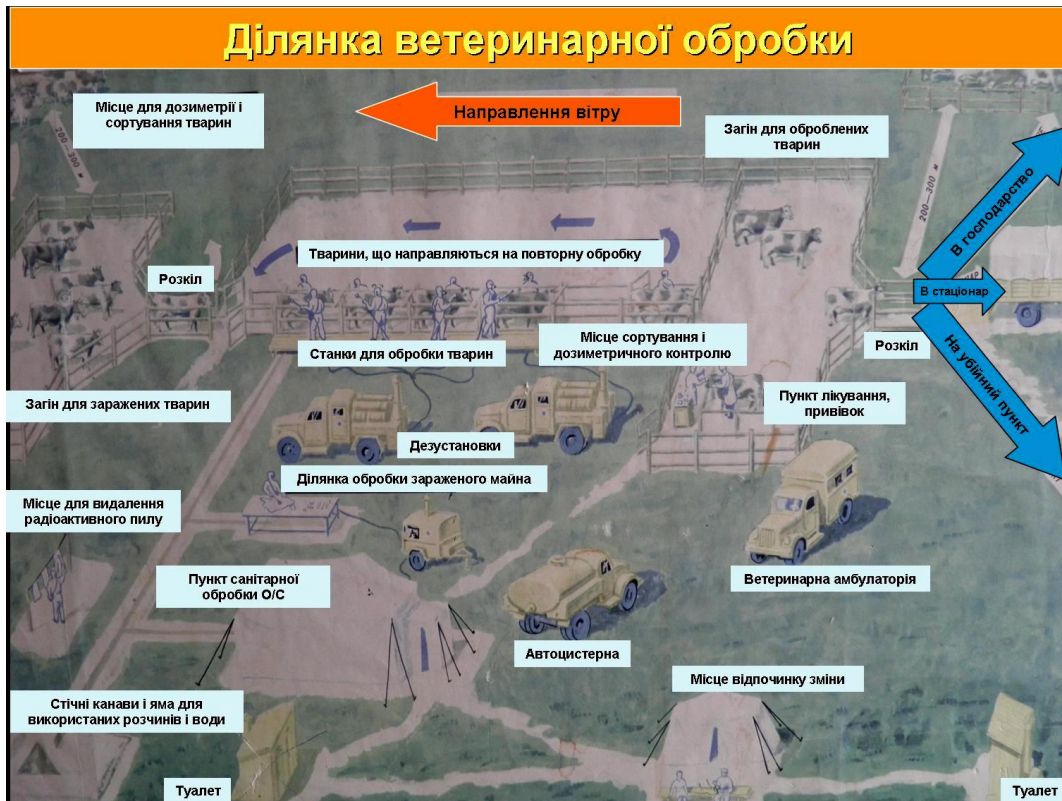 Ділянка ветеринарної обробки
Місце для дозиметрії і
сортування тварин
Направлення вітру
Загін для оброблених
тварин
200—300 м
200—300 м
В господарство
Тварини, що направляються на повторну обробку
Розкіл
В стаціонар
Станки для обробки тварин
Місце сортування і
дозиметричного контролю
Розкіл
На убійний пункт
Загін для заражених тварин
Пункт лікування,
прививок
Дезустановки
Ділянка обробки зараженого майна
Місце для видалення
радіоактивного пилу
Пункт санітарної
обробки О/С
Ветеринарна амбулаторія
Автоцистерна
Місце відпочинку зміни
Стічні канави і яма для
використаних розчинів і води
Туалет
Туалет